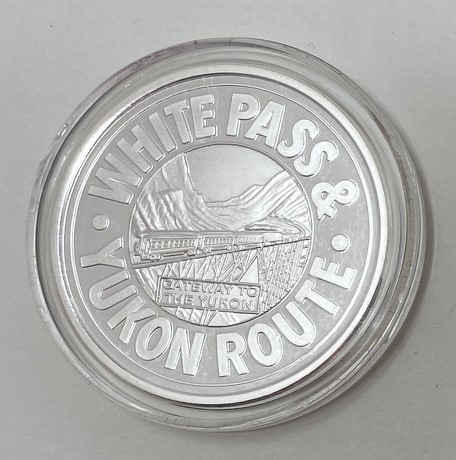 WHITE PASS &
• YUKON ROUTE •
GATEWAY TO
THE YUKON